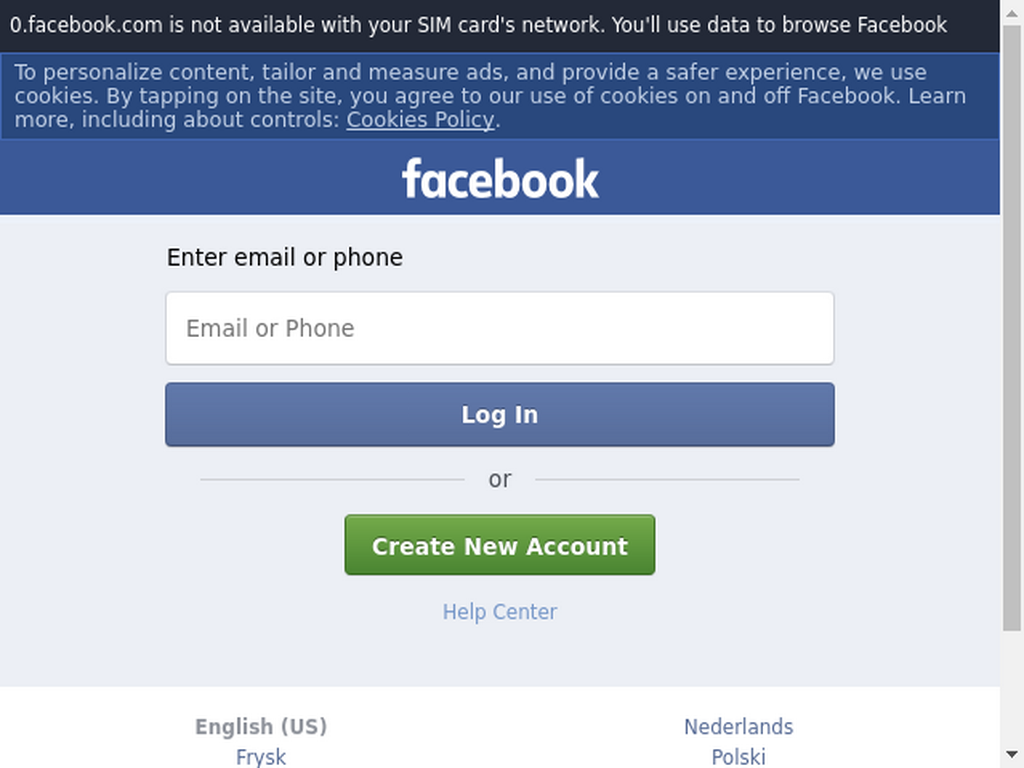 0.facebook.com is not available with your SIM card's network. You'll use data to browse Facebook
To personalize content, tailor and measure ads, and provide a safer experience, we use
cookies. By tapping on the site, you agree to our use of cookies on and off Facebook. Learn
more, including about controls: Cookies Policy.
facebook
Enter email or phone
Email or Phone
Log In
or
Create New Account
Help Center
English (US)
Nederlands
Frysk
Polski